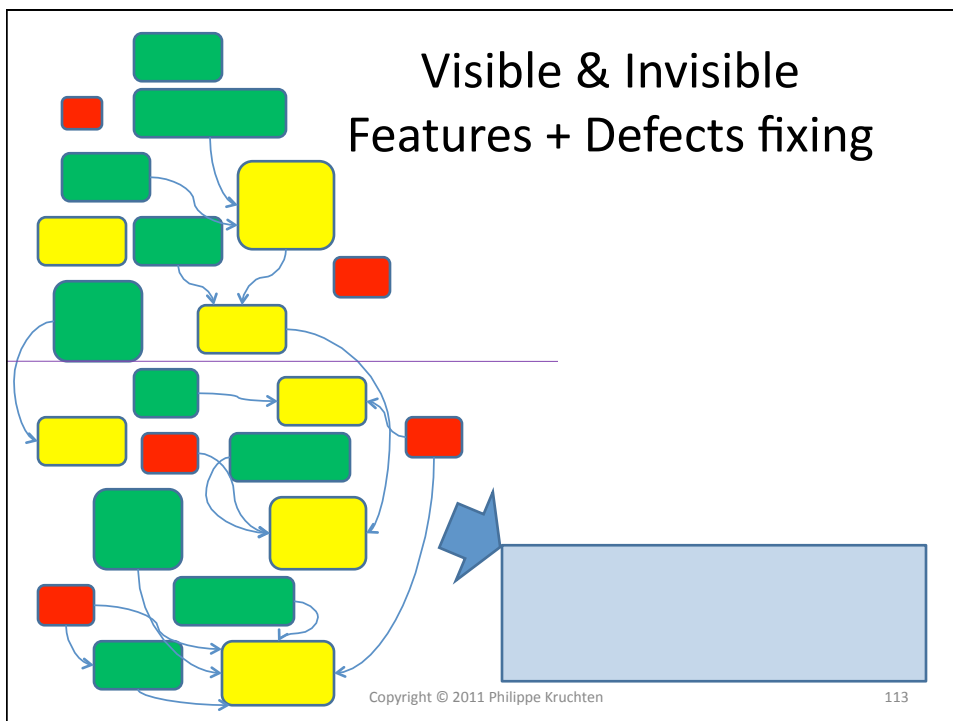 Visible & Invisible
Features + Defects fixing
Copyright © 2011 Philippe Kruchten
113